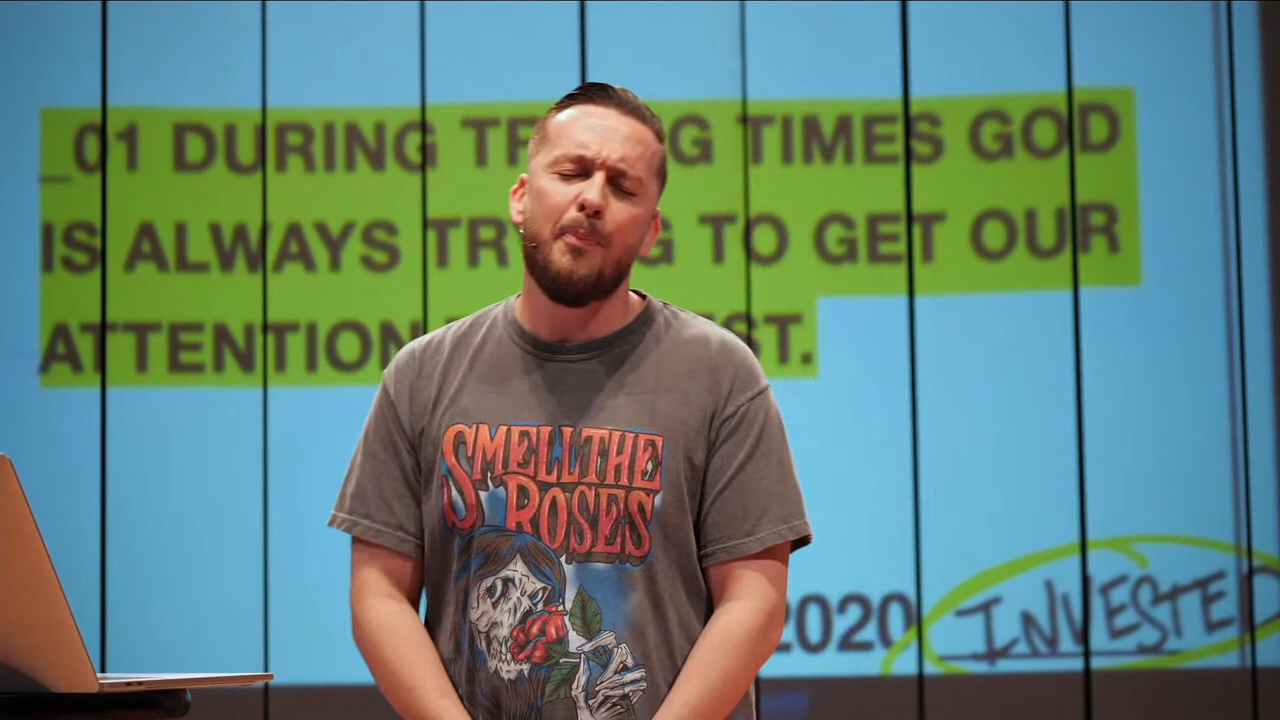 _01 DURING TIMES GOD
IS ALWAYS TO GET OUR
ATTENTION
2020 INVESTED
SMELL THE
ROSES